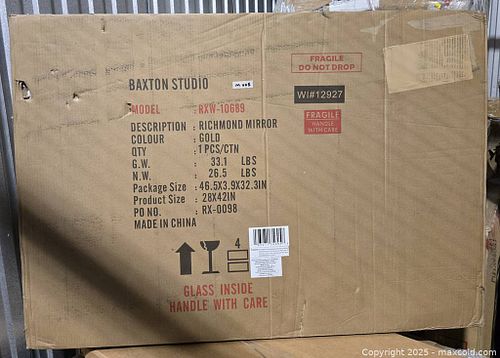 FRAGILE
DO NOT DROP
BAXTON STUDIO
WI#12927
MODEL : RXW-10689
FRAGILE
HANDLE
WITH CARE
DESCRIPTION : RICHMOND MIRROR
COLOUR : GOLD
QTY : 1 PCS/CTN
G.W. : 33.1 LBS
N.W. : 26.5 LBS
Package Size : 46.5X3.9X32.3IN
Product Size : 28X42IN
PO NO. : RX-0098
MADE IN CHINA
4
GLASS INSIDE
HANDLE WITH CARE
Copyright © 2025 - maxsold.com